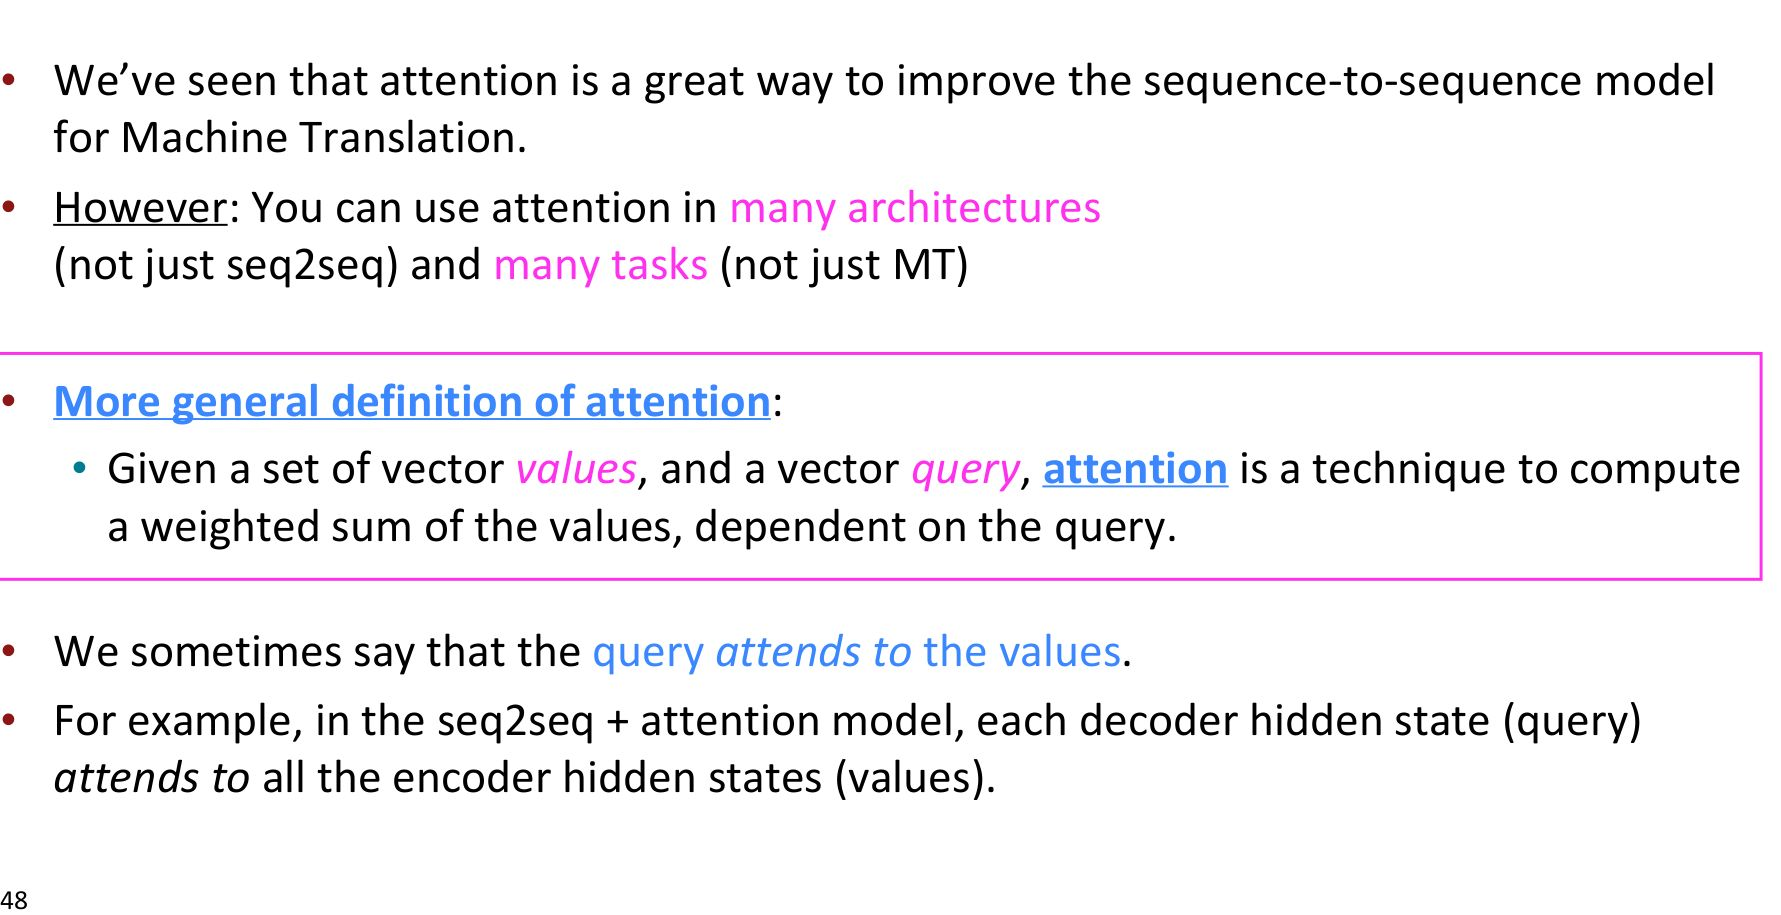 • We’ve seen that attention is a great way to improve the sequence-to-sequence model
for Machine Translation.
• However: You can use attention in many architectures
(not just seq2seq) and many tasks (not just MT)
• More general definition of attention:
• Given a set of vector values, and a vector query, attention is a technique to compute
a weighted sum of the values, dependent on the query.
• We sometimes say that the query attends to the values.
• For example, in the seq2seq + attention model, each decoder hidden state (query)
attends to all the encoder hidden states (values).
48